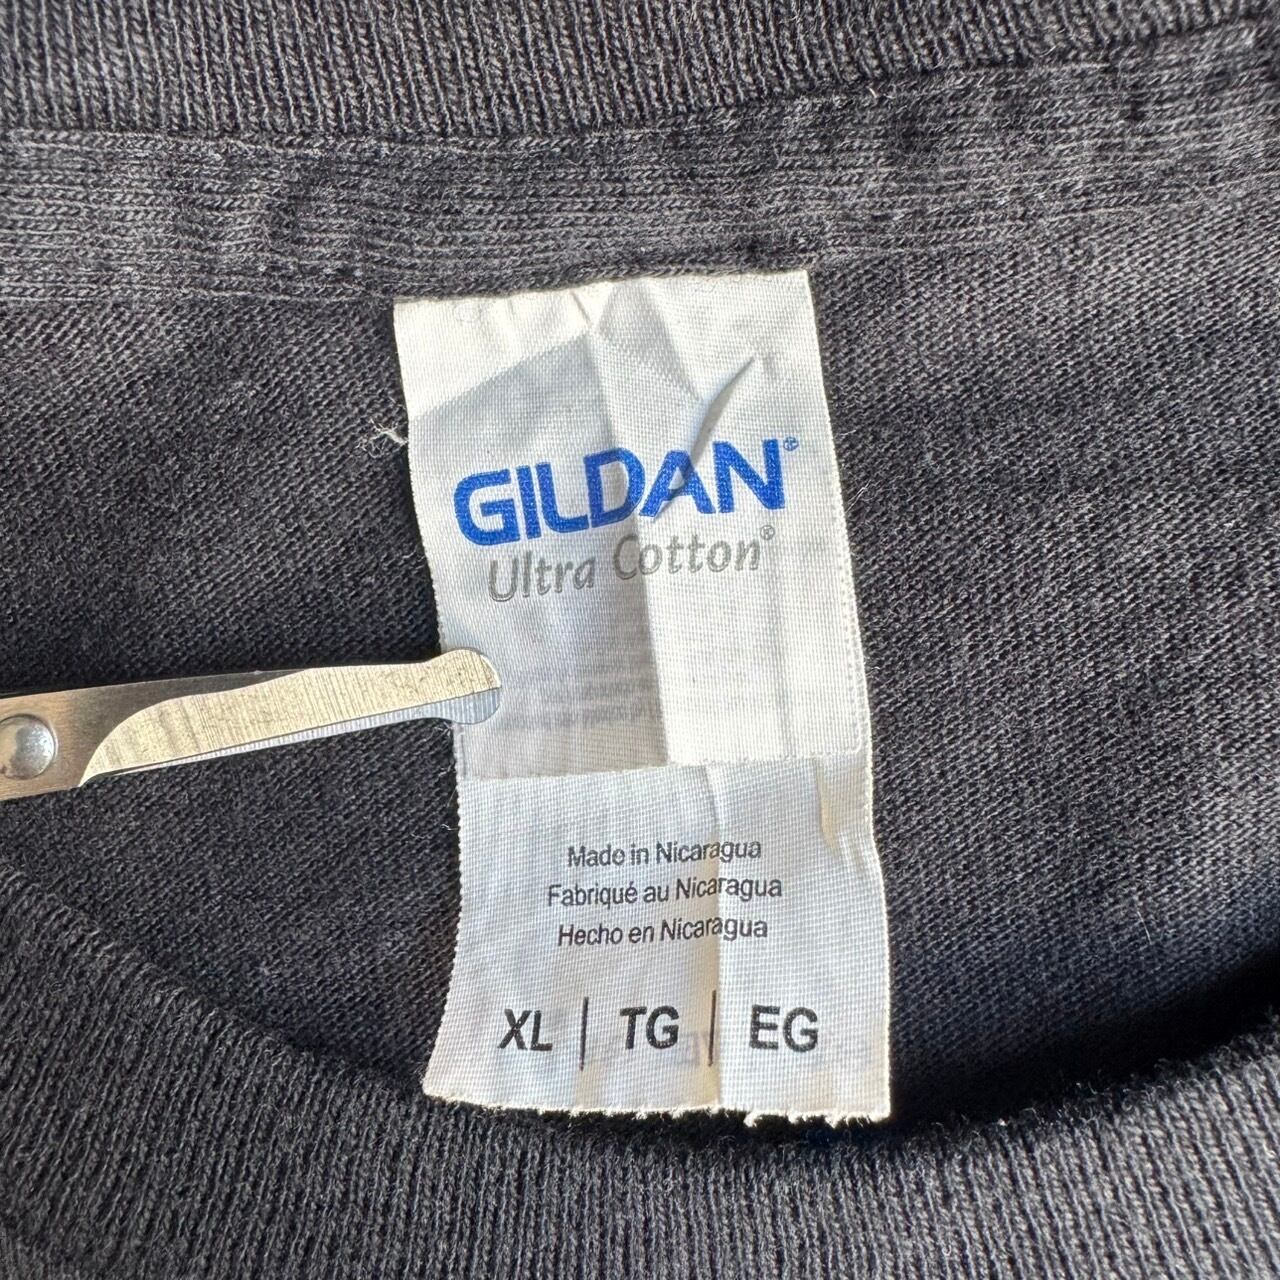 GILDAN®
Ultra Cotton®
Made in Nicaragua
Fabriqué au Nicaragua
Hecho en Nicaragua
XL | TG | EG